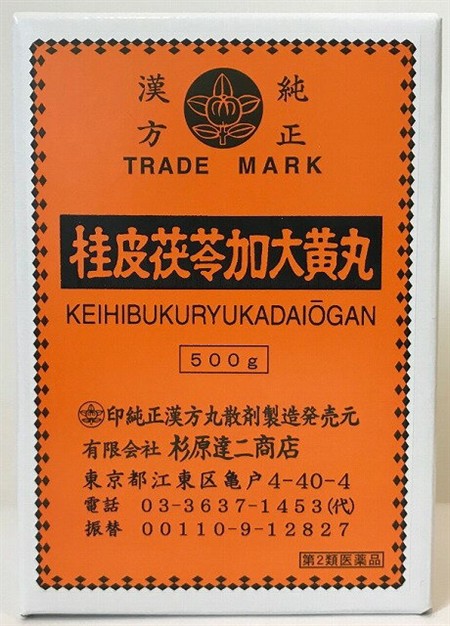 純正
漢方
TRADE MARK
桂皮茯苓加大黄丸
KEIHIBUKURYUKADAIŌGAN
500g
印純正漢方丸散剤製造発売元
有限会社 杉原達二商店
東京都江東区亀戸4-40-4
電話 03-3637-1453(代)
振替 00110-9-12827
第2類医薬品